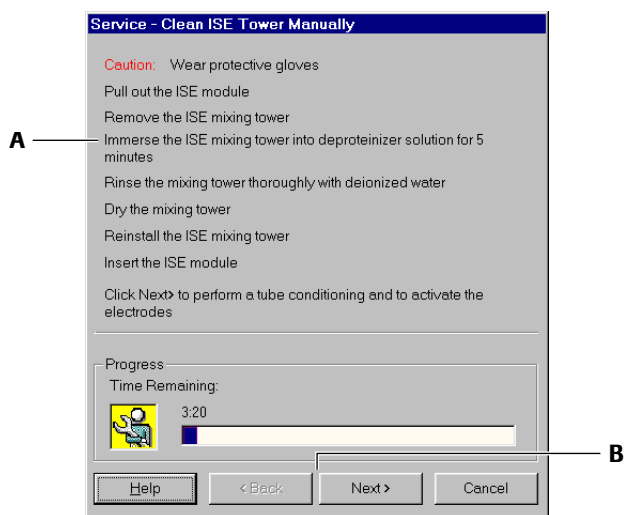 Service - Clean ISE Tower Manually
Caution: Wear protective gloves
Pull out the ISE module
Remove the ISE mixing tower
A
Immerse the ISE mixing tower into deproteinizer solution for 5
minutes
Rinse the mixing tower thoroughly with deionized water
Dry the mixing tower
Reinstall the ISE mixing tower
Insert the ISE module
Click Next> to perform a tube conditioning and to activate the
electrodes
Progress
Time Remaining:
3:20
B
Help < Back Next > Cancel